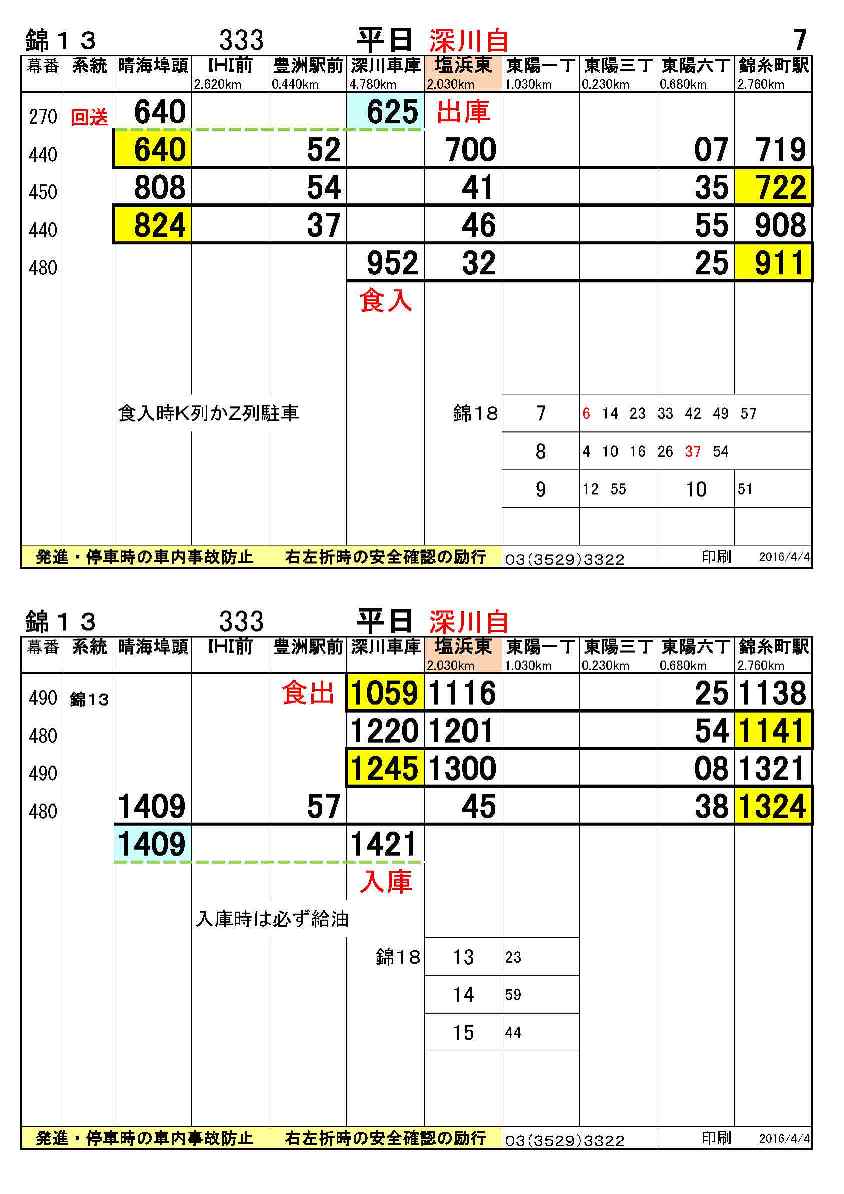 錦13 333 平日 深川自 7
幕番 系統 晴海埠頭 IHI前 豊洲駅前 深川車庫 塩浜東 東陽一丁 東陽三丁 東陽六丁 錦糸町駅
2.620km 0.440km 4.780km 2.030km 1.030km 0.230km 0.680km 2.760km
270 回送 640 625 出庫
440 640 52 700 07 719
450 808 54 41 35 722
440 824 37 46 55 908
480 952 32 25 911
食入
食入時K列かZ列駐車 錦18 7 6 14 23 33 42 49 57
8 4 10 16 26 37 54
9 12 55 10 51
発進・停車時の車内事故防止 右左折時の安全確認の励行 03(3529)3322 印刷 2016/4/4
錦13 333 平日 深川自
幕番 系統 晴海埠頭 IHI前 豊洲駅前 深川車庫 塩浜東 東陽一丁 東陽三丁 東陽六丁 錦糸町駅
2.030km 1.030km 0.230km 0.680km 2.760km
490 錦13 食出 1059 1116 25 1138
480 1220 1201 54 1141
490 1245 1300 08 1321
480 1409 57 45 38 1324
1409 1421
入庫
入庫時は必ず給油
錦18 13 23
14 59
15 44
発進・停車時の車内事故防止 右左折時の安全確認の励行 03(3529)3322 印刷 2016/4/4